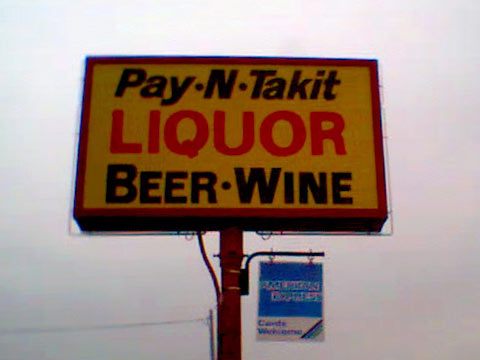 Pay·N·Takit
LIQUOR
BEER·WINE
AMERICAN
EXPRESS
Cards
Welcome